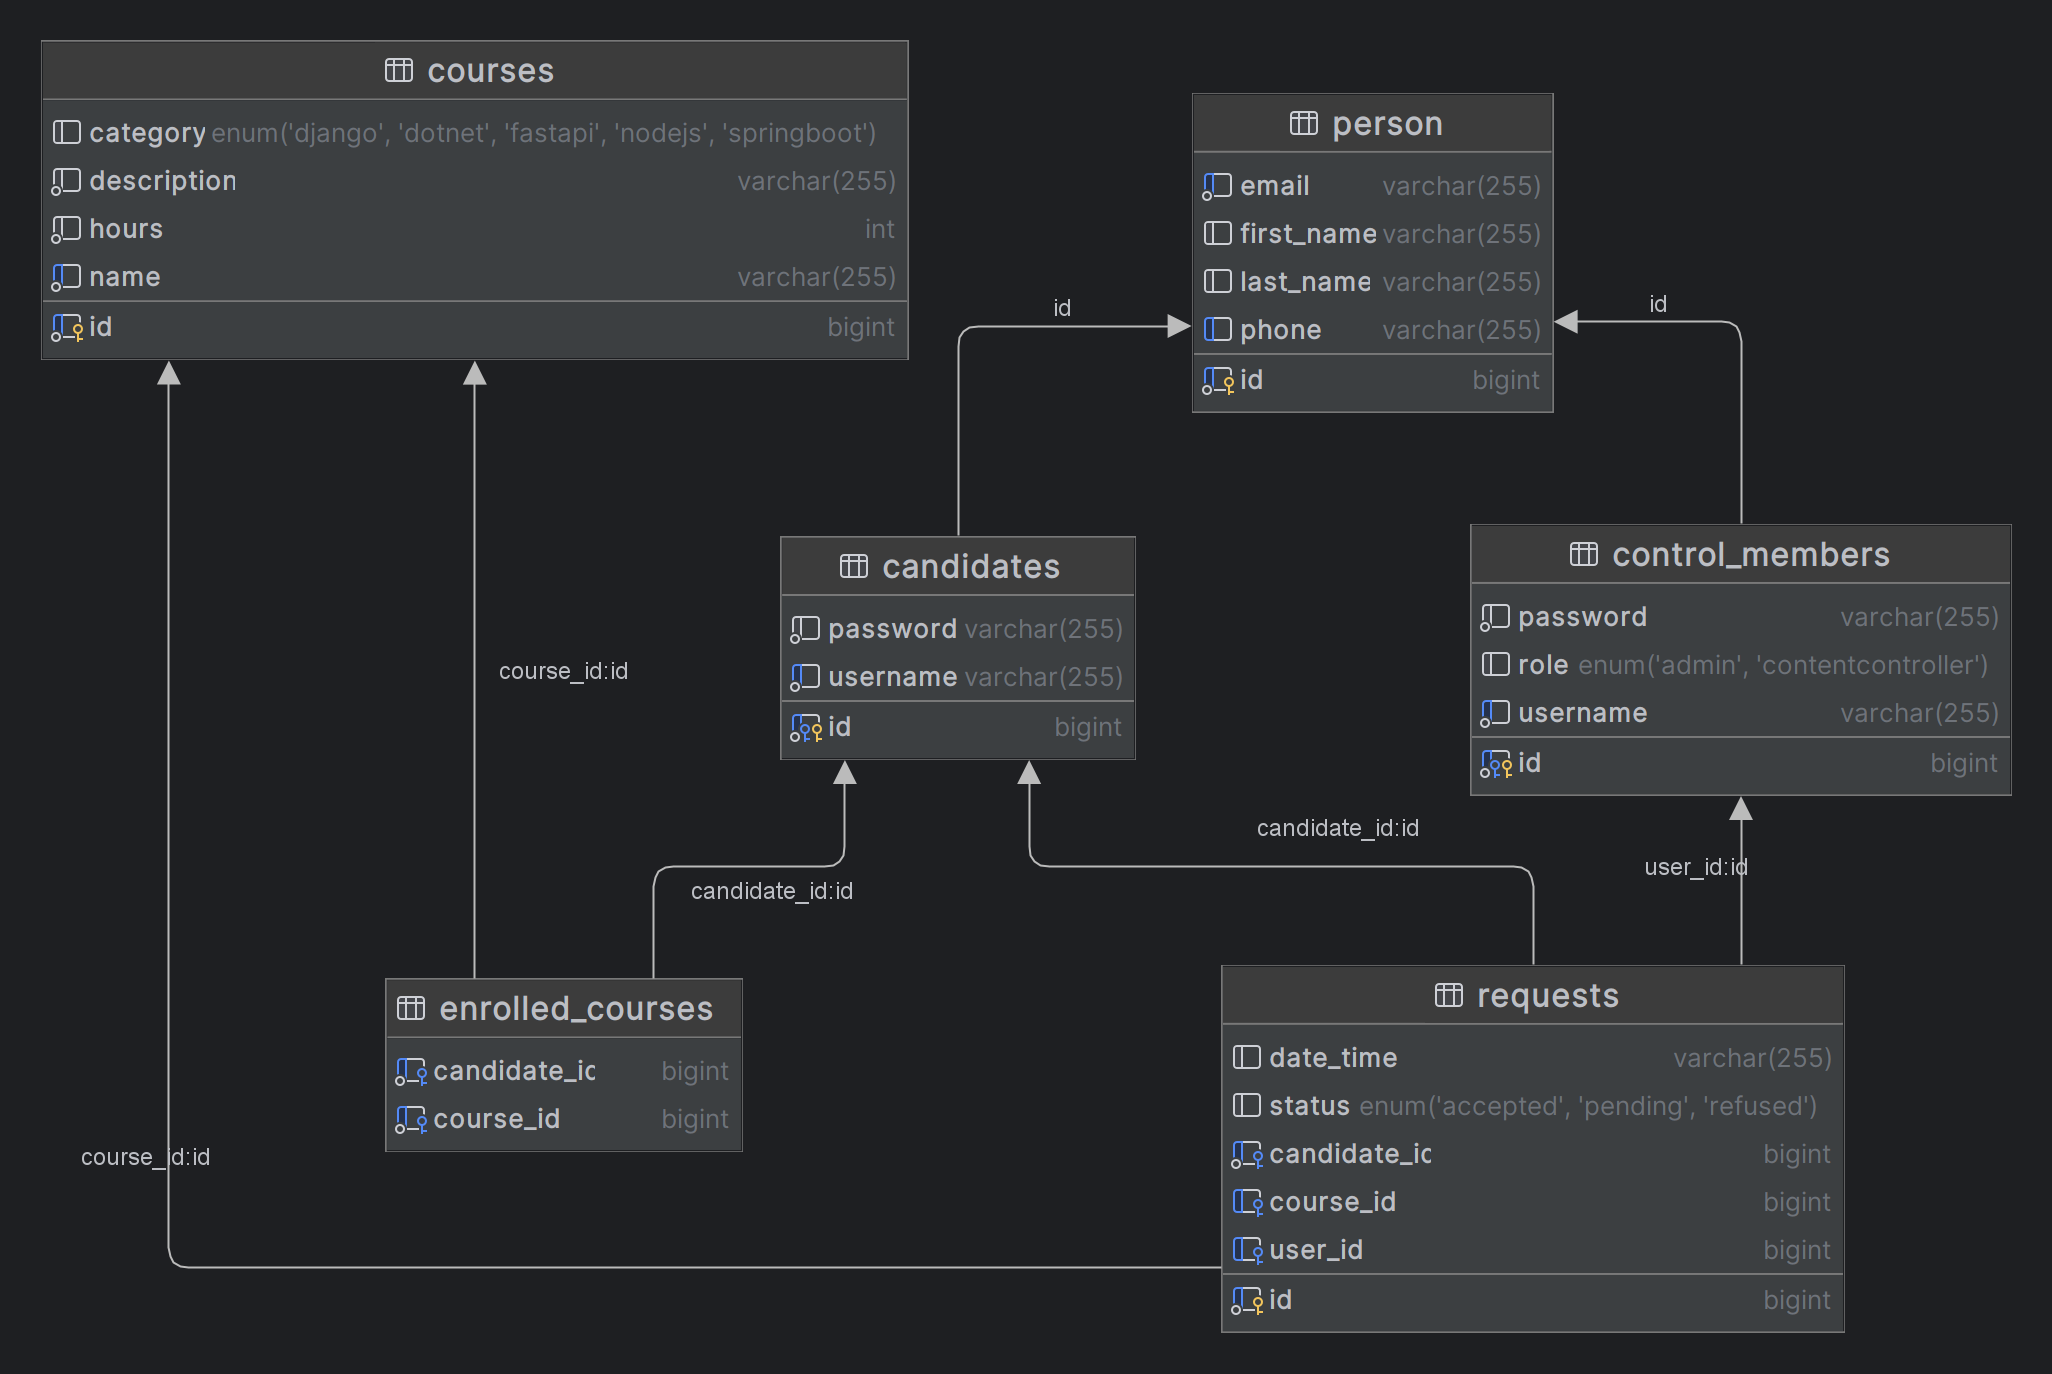 courses
category enum('django', 'dotnet', 'fastapi', 'nodejs', 'springboot')
description varchar(255)
hours int
name varchar(255)
id bigint
person
email varchar(255)
first_name varchar(255)
last_name varchar(255)
phone varchar(255)
id bigint
id
id
candidates
password varchar(255)
username varchar(255)
id bigint
control_members
password varchar(255)
role enum('admin', 'contentcontroller')
username varchar(255)
id bigint
course_id:id
candidate_id:id
candidate_id:id
user_id:id
enrolled_courses
candidate_ic bigint
course_id bigint
course_id:id
requests
date_time varchar(255)
status enum('accepted', 'pending', 'refused')
candidate_ic bigint
course_id bigint
user_id bigint
id bigint